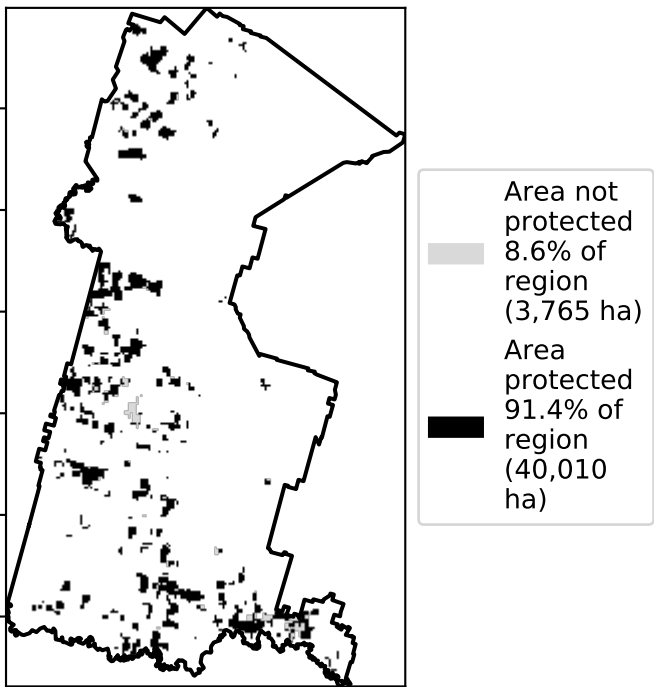 Area not
protected
8.6% of
region
(3,765 ha)
Area
protected
91.4% of
region
(40,010
ha)